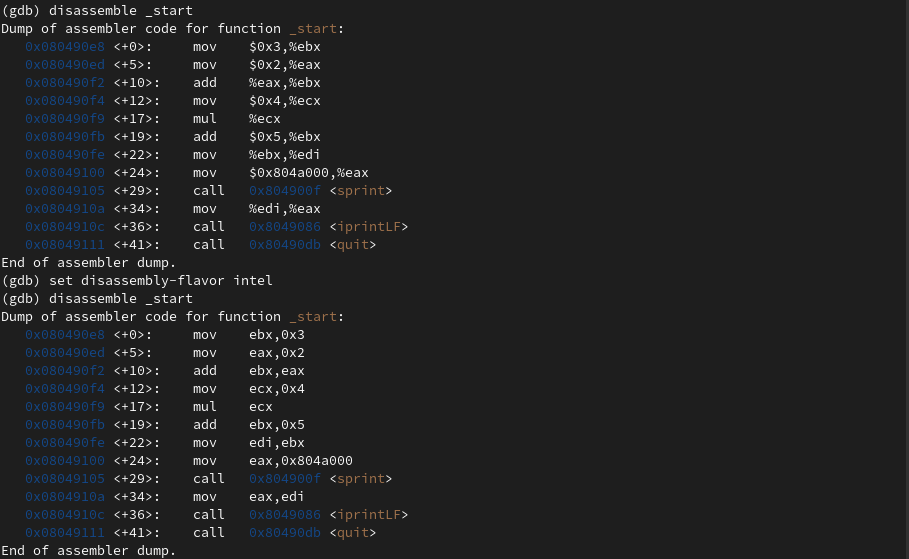 (gdb) disassemble _start
Dump of assembler code for function _start:
   0x080490e8 <+0>:     mov    $0x3,%ebx
   0x080490ed <+5>:     mov    $0x2,%eax
   0x080490f2 <+10>:    add    %eax,%ebx
   0x080490f4 <+12>:    mov    $0x4,%ecx
   0x080490f9 <+17>:    mul    %ecx
   0x080490fb <+19>:    add    $0x5,%ebx
   0x080490fe <+22>:    mov    %ebx,%edi
   0x08049100 <+24>:    mov    $0x804a000,%eax
   0x08049105 <+29>:    call   0x804900f <sprint>
   0x0804910a <+34>:    mov    %edi,%eax
   0x0804910c <+36>:    call   0x8049086 <iprintLF>
   0x08049111 <+41>:    call   0x80490db <quit>
End of assembler dump.
(gdb) set disassembly-flavor intel
(gdb) disassemble _start
Dump of assembler code for function _start:
   0x080490e8 <+0>:     mov    ebx,0x3
   0x080490ed <+5>:     mov    eax,0x2
   0x080490f2 <+10>:    add    ebx,eax
   0x080490f4 <+12>:    mov    ecx,0x4
   0x080490f9 <+17>:    mul    ecx
   0x080490fb <+19>:    add    ebx,0x5
   0x080490fe <+22>:    mov    edi,ebx
   0x08049100 <+24>:    mov    eax,0x804a000
   0x08049105 <+29>:    call   0x804900f <sprint>
   0x0804910a <+34>:    mov    eax,edi
   0x0804910c <+36>:    call   0x8049086 <iprintLF>
   0x08049111 <+41>:    call   0x80490db <quit>
End of assembler dump.